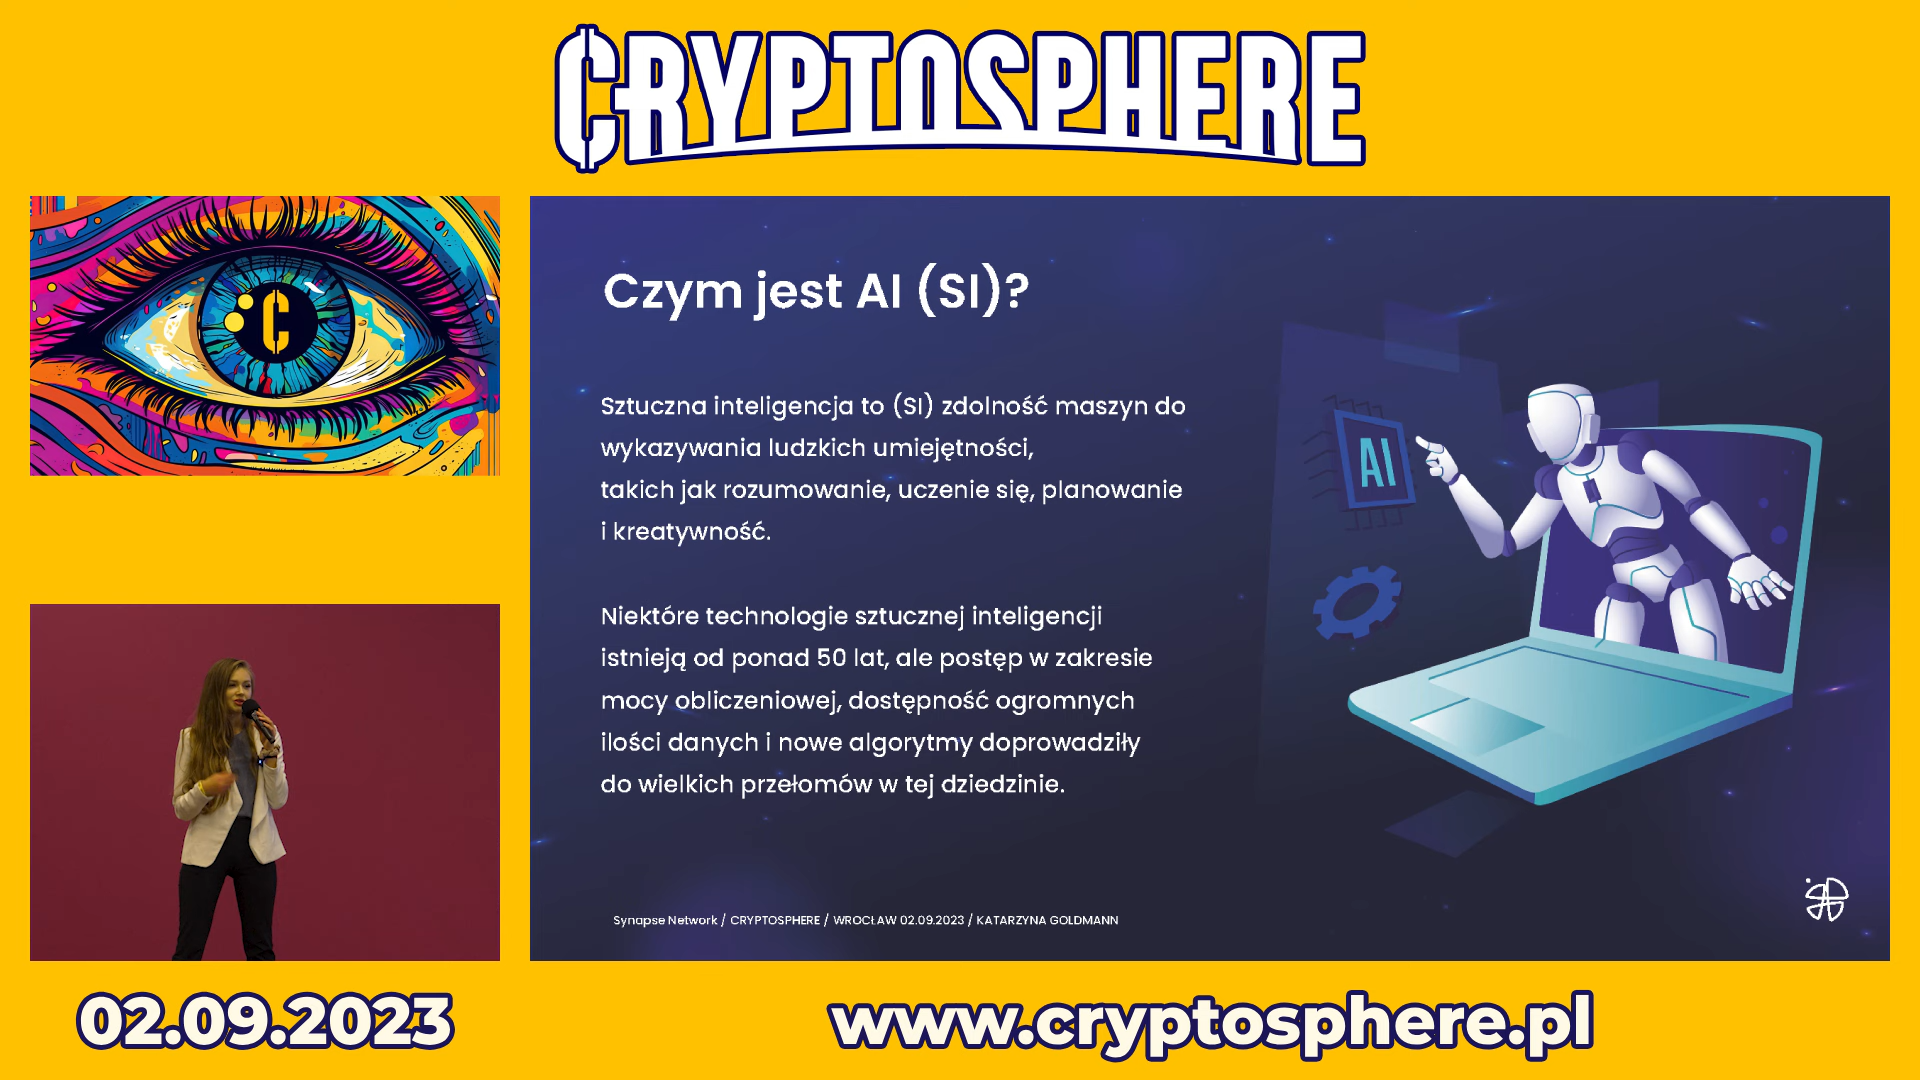 CRYPTOSPHERE
Czym jest AI (SI)?
Sztuczna inteligencja to (SI) zdolność maszyn do
wykazywania ludzkich umiejętności,
takich jak rozumowanie, uczenie się, planowanie
i kreatywność.
Niektóre technologie sztucznej inteligencji
istnieją od ponad 50 lat, ale postęp w zakresie
mocy obliczeniowej, dostępność ogromnych
ilości danych i nowe algorytmy doprowadziły
do wielkich przełomów w tej dziedzinie.
AI
Synapse Network / CRYPTOSPHERE / WROCŁAW 02.09.2023 / KATARZYNA GOLDMANN
02.09.2023
www.cryptosphere.pl